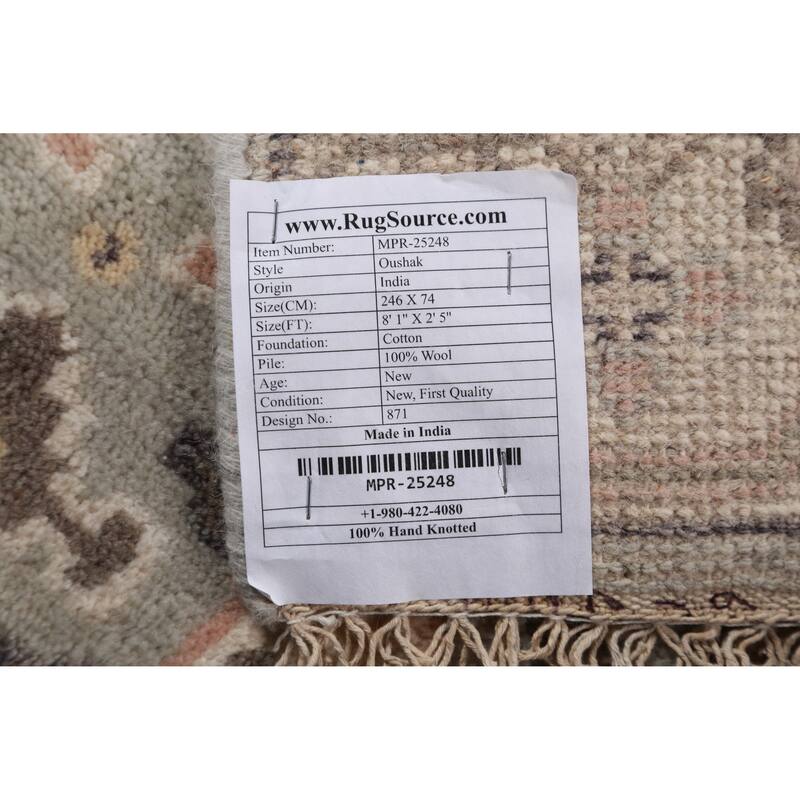 www.RugSource.com
Item Number: MPR-25248
Style Oushak
Origin India
Size(CM): 246 X 74
Size(FT): 8' 1" X 2' 5"
Foundation: Cotton
Pile: 100% Wool
Age: New
Condition: New, First Quality
Design No.: 871
Made in India
MPR-25248
+1-980-422-4080
100% Hand Knotted